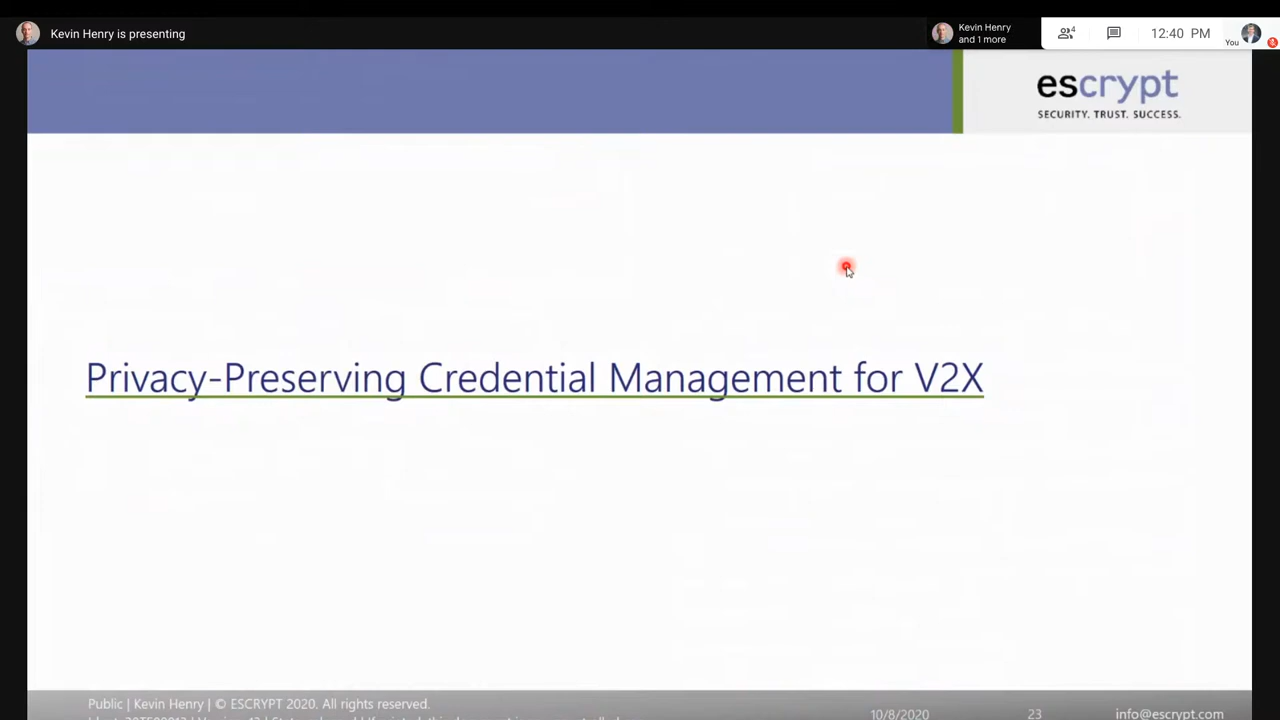 Kevin Henry is presenting
Kevin Henry
and 1 more
4
12:40 PM
You
escrypt
SECURITY. TRUST. SUCCESS.
Privacy-Preserving Credential Management for V2X
Public | Kevin Henry | © ESCRYPT 2020. All rights reserved.
10/8/2020
23
info@escrypt.com